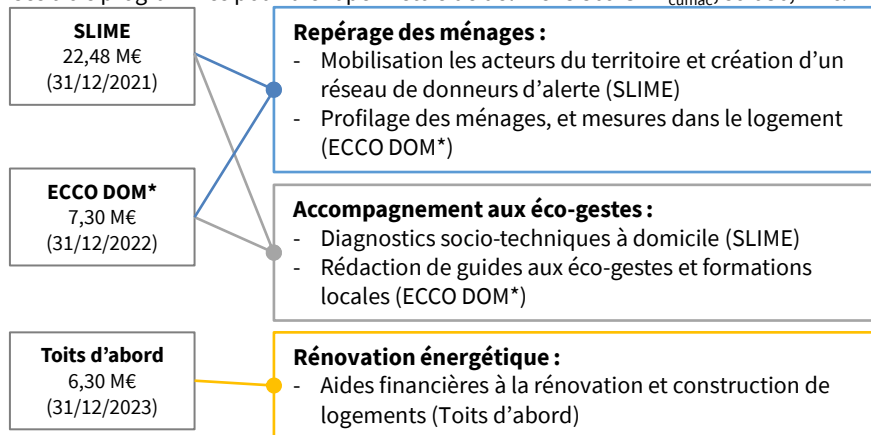 SLIME
22,48 M€
(31/12/2021)
Repérage des ménages :
- Mobilisation les acteurs du territoire et création d’un
réseau de donneurs d’alerte (SLIME)
- Profilage des ménages, et mesures dans le logement
(ECCO DOM*)
ECCO DOM*
7,30 M€
(31/12/2022)
Accompagnement aux éco-gestes :
- Diagnostics socio-techniques à domicile (SLIME)
- Rédaction de guides aux éco-gestes et formations
locales (ECCO DOM*)
Toits d’abord
6,30 M€
(31/12/2023)
Rénovation énergétique :
- Aides financières à la rénovation et construction de
logements (Toits d’abord)